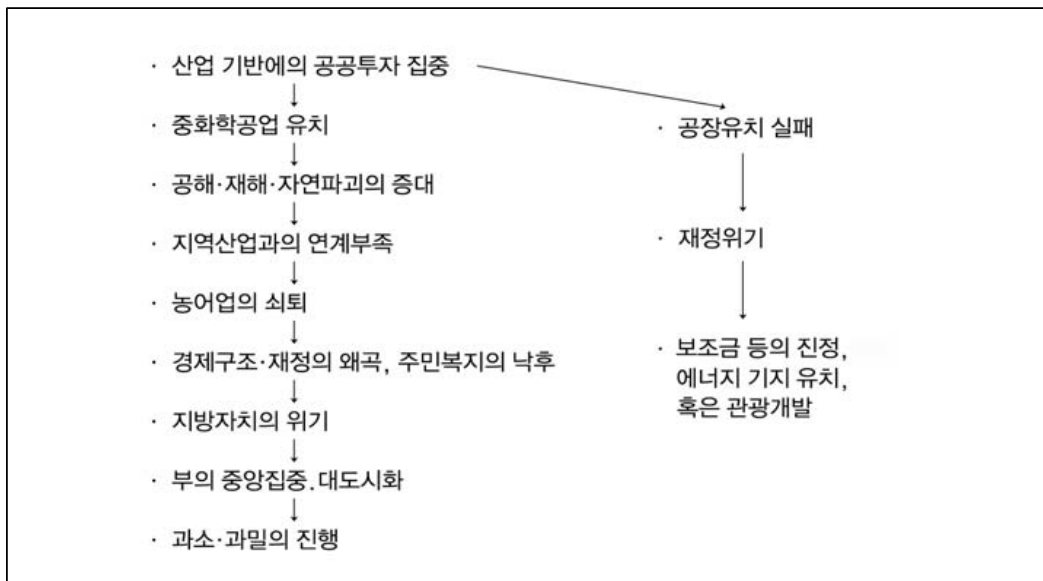 · 산업 기반에의 공공투자 집중
· 중화학공업 유치
· 공해·재해·자연파괴의 증대
· 지역산업과의 연계부족
· 농어업의 쇠퇴
· 경제구조·재정의 왜곡, 주민복지의 낙후
· 지방자치의 위기
· 부의 중앙집중.대도시화
· 과소·과밀의 진행
· 공장유치 실패
· 재정위기
· 보조금 등의 진정,
에너지 기지 유치,
혹은 관광개발